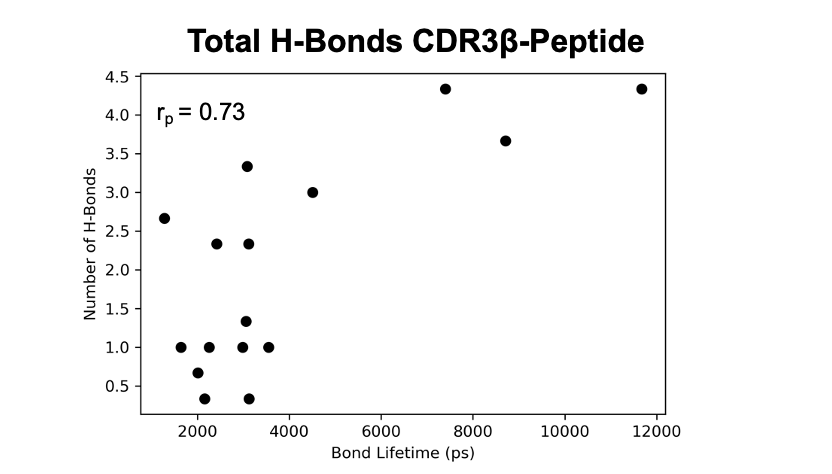 Total H-Bonds CDR3β-Peptide
rp = 0.73
Number of H-Bonds
4.5
4.0
3.5
3.0
2.5
2.0
1.5
1.0
0.5
2000 4000 6000 8000 10000 12000
Bond Lifetime (ps)